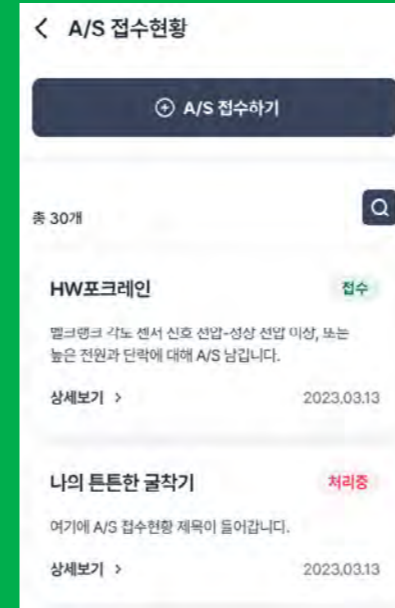 A/S 접수현황
A/S 접수하기
총 30개
HW포크레인 접수
벨크랭크 각도 센서 신호 전압-정상 전압 이상, 또는
높은 전원과 단락에 대해 A/S 남깁니다.
상세보기 > 2023.03.13
나의 튼튼한 굴착기 처리중
여기에 A/S 접수현황 제목이 들어갑니다.
상세보기 > 2023.03.13